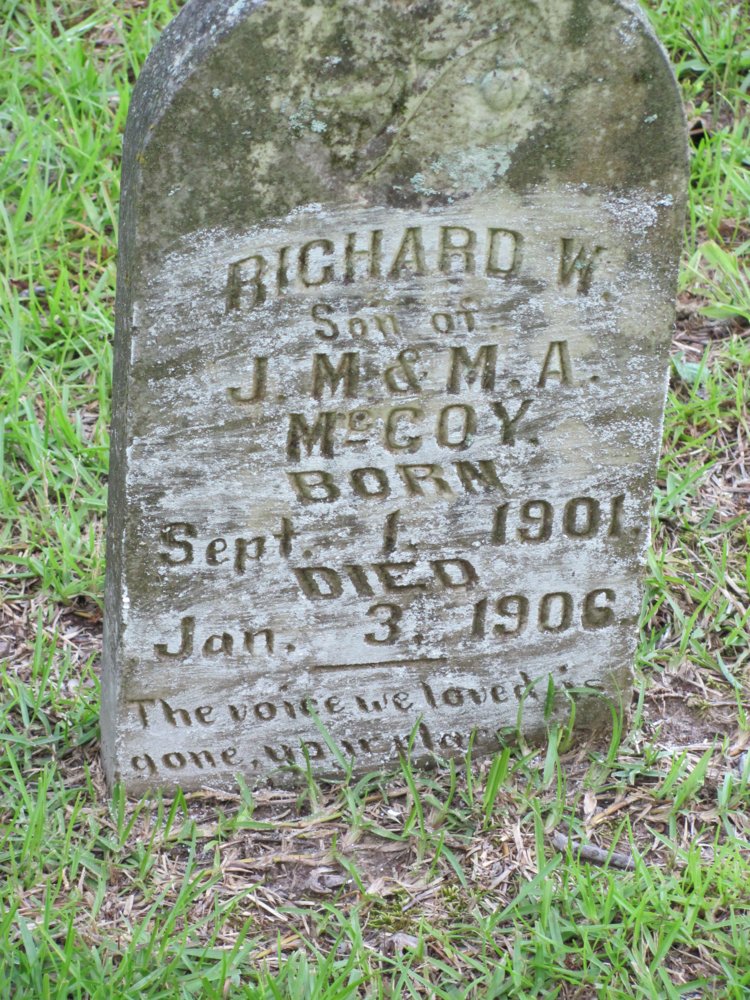 RICHARD W.
Son of
J. M. & M. A.
McCOY.
BORN
Sept. 1. 1901.
DIED
Jan. 3, 1906.
The voice we loved is
gone,